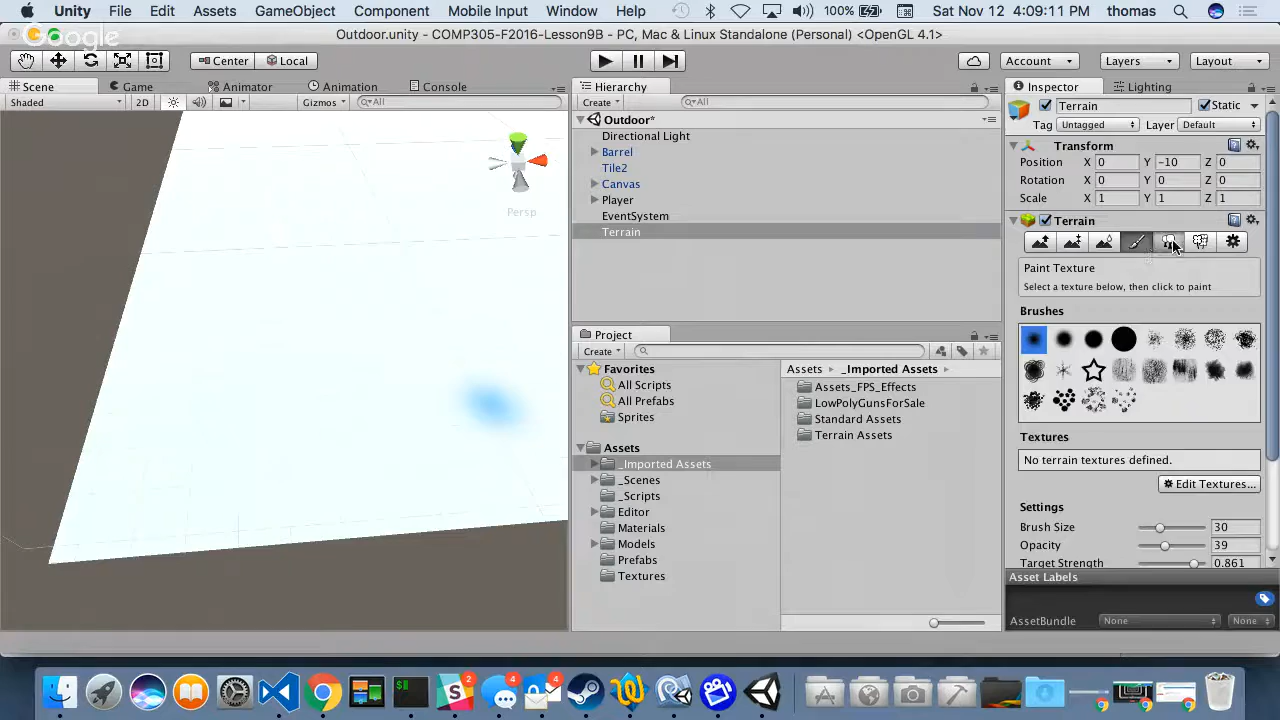 Unity File Edit Assets GameObject Component Mobile Input Window Help 100% Sat Nov 12 4:09:11 PM thomas
Google
Outdoor.unity - COMP305-F2016-Lesson9B - PC, Mac & Linux Standalone (Personal) <OpenGL 4.1>
Center Local Account Layers Layout
Scene Game Animator Animation Console
Shaded 2D Gizmos All
Persp
Hierarchy
Create All
Outdoor*
Directional Light
Barrel
Tile2
Canvas
Player
EventSystem
Terrain
Project
Create
Favorites
All Scripts
All Prefabs
Sprites
Assets
_Imported Assets
_Scenes
_Scripts
Editor
Materials
Models
Prefabs
Textures
Assets _Imported Assets
Assets_FPS_Effects
LowPolyGunsForSale
Standard Assets
Terrain Assets
Inspector Lighting
Terrain Static
Tag Untagged Layer Default
Transform
Position X 0 Y -10 Z 0
Rotation X 0 Y 0 Z 0
Scale X 1 Y 1 Z 1
Terrain
Paint Texture
Select a texture below, then click to paint
Brushes
Textures
No terrain textures defined.
Edit Textures...
Settings
Brush Size 30
Opacity 39
Target Strength 0.861
Asset Labels
AssetBundle None None
2 4 4